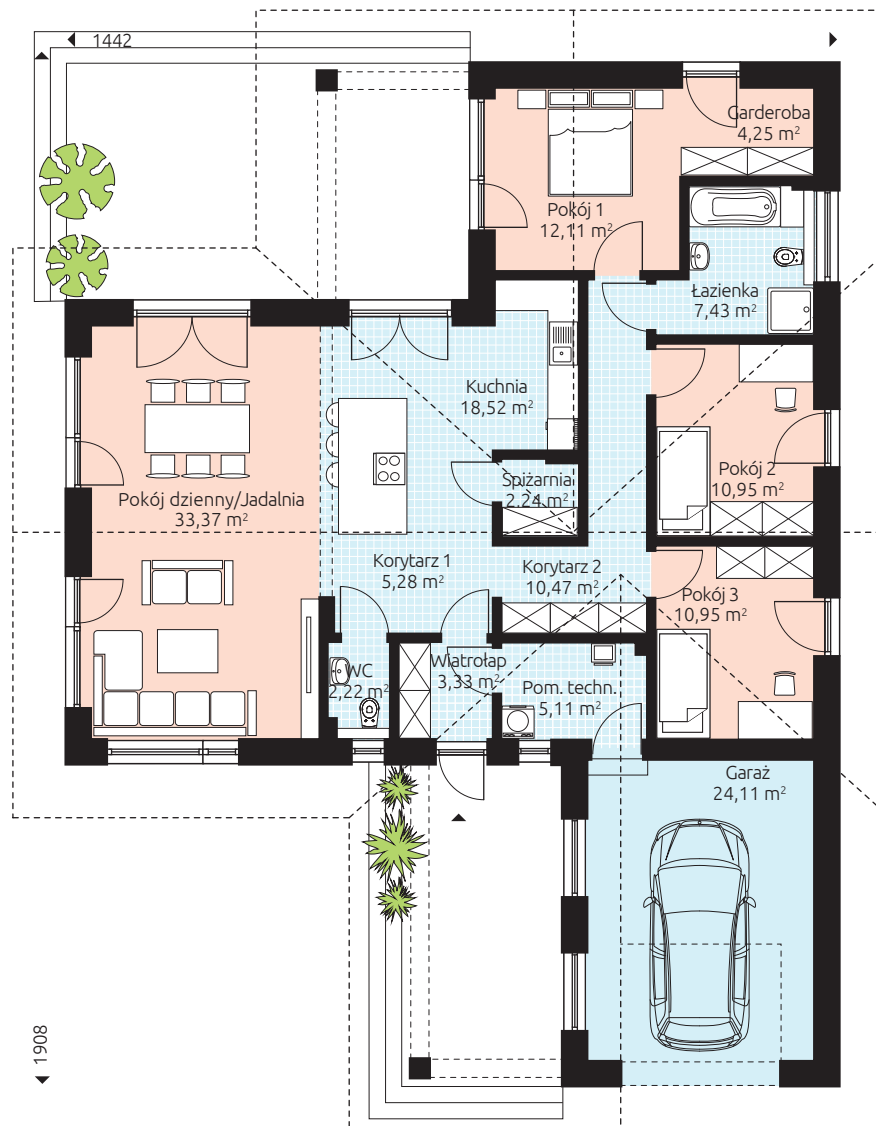 1442
Garderoba
4,25 m²
Pokój 1
12,11 m²
Łazienka
7,43 m²
Kuchnia
18,52 m²
Spiżarnia
2,24 m²
Pokój 2
10,95 m²
Pokój dzienny/Jadalnia
33,37 m²
Korytarz 1
5,28 m²
Korytarz 2
10,47 m²
Pokój 3
10,95 m²
WC
2,22 m²
Wiatrołap
3,33 m²
Pom. techn.
5,11 m²
Garaż
24,11 m²
1908